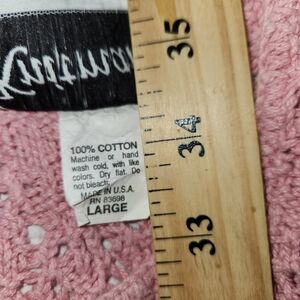 100% COTTON
Machine or hand
wash cold, with like
colors. Dry flat. Do
not bleach.
MADE IN U.S.A.
RN 83698
LARGE
35
34
33